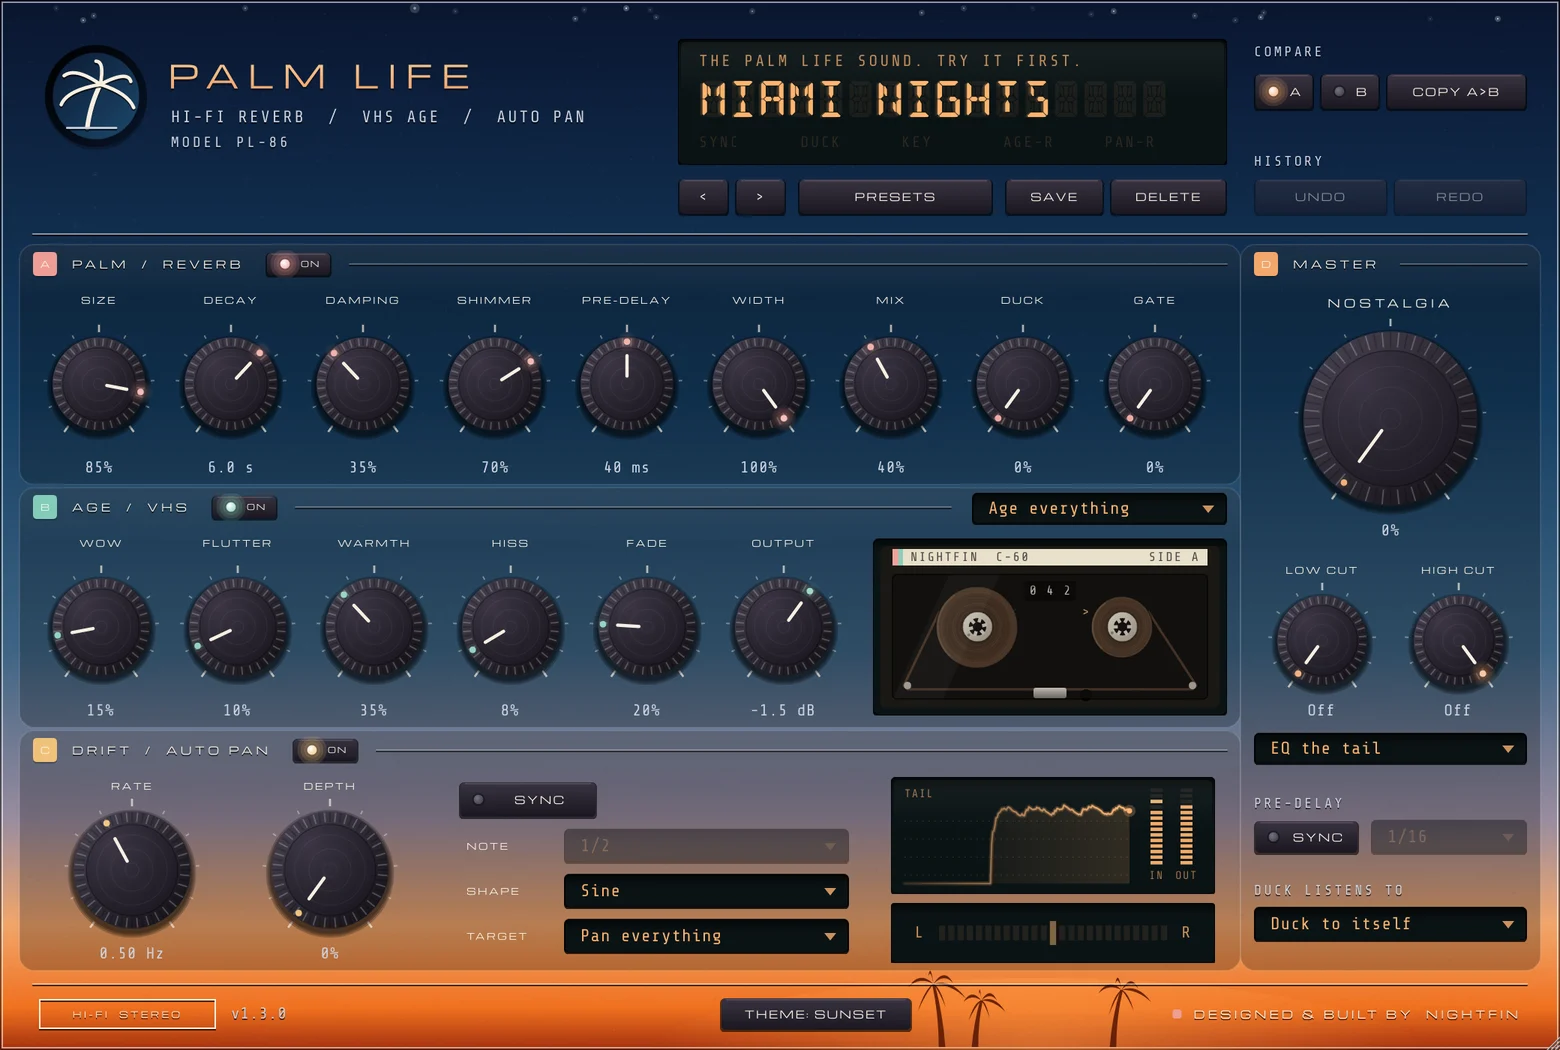 PALM LIFE
HI-FI REVERB / VHS AGE / AUTO PAN
MODEL PL-86
THE PALM LIFE SOUND. TRY IT FIRST.
MIAMI NIGHTS
SYNC DUCK KEY AGE-R PAN-R
< > PRESETS SAVE DELETE
COMPARE
A B COPY A>B
HISTORY
UNDO REDO
A PALM / REVERB ON
SIZE DECAY DAMPING SHIMMER PRE-DELAY WIDTH MIX DUCK GATE
85% 6.0 s 35% 70% 40 ms 100% 40% 0% 0%
B AGE / VHS ON
Age everything
WOW FLUTTER WARMTH HISS FADE OUTPUT
15% 10% 35% 8% 20% -1.5 dB
NIGHTFIN C-60 SIDE A
0 4 2
>
C DRIFT / AUTO PAN ON
RATE DEPTH
0.50 Hz 0%
SYNC
NOTE 1/2
SHAPE Sine
TARGET Pan everything
TAIL
IN OUT
L R
D MASTER
NOSTALGIA
0%
LOW CUT HIGH CUT
Off Off
EQ the tail
PRE-DELAY
SYNC 1/16
DUCK LISTENS TO
Duck to itself
HI-FI STEREO v1.3.0
THEME: SUNSET
DESIGNED & BUILT BY NIGHTFIN